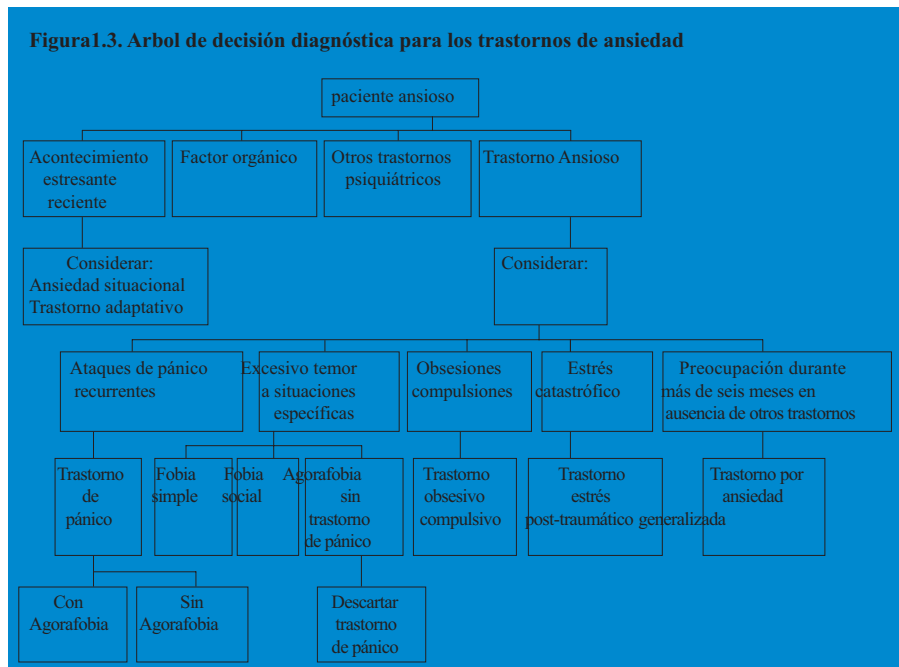 Figura1.3. Arbol de decisión diagnóstica para los trastornos de ansiedad
paciente ansioso
Acontecimiento
estresante
reciente
Factor orgánico
Otros trastornos
psiquiátricos
Trastorno Ansioso
Considerar:
Ansiedad situacional
Trastorno adaptativo
Considerar:
Ataques de pánico
recurrentes
Excesivo temor
a situaciones
específicas
Obsesiones
compulsiones
Estrés
catastrófico
Preocupación durante
más de seis meses en
ausencia de otros trastornos
Trastorno
de
pánico
Fobia
simple
Fobia
social
Agorafobia
sin
trastorno
de pánico
Trastorno
obsesivo
compulsivo
Trastorno
estrés
post-traumático generalizada
Trastorno por
ansiedad
Con
Agorafobia
Sin
Agorafobia
Descartar
trastorno
de pánico